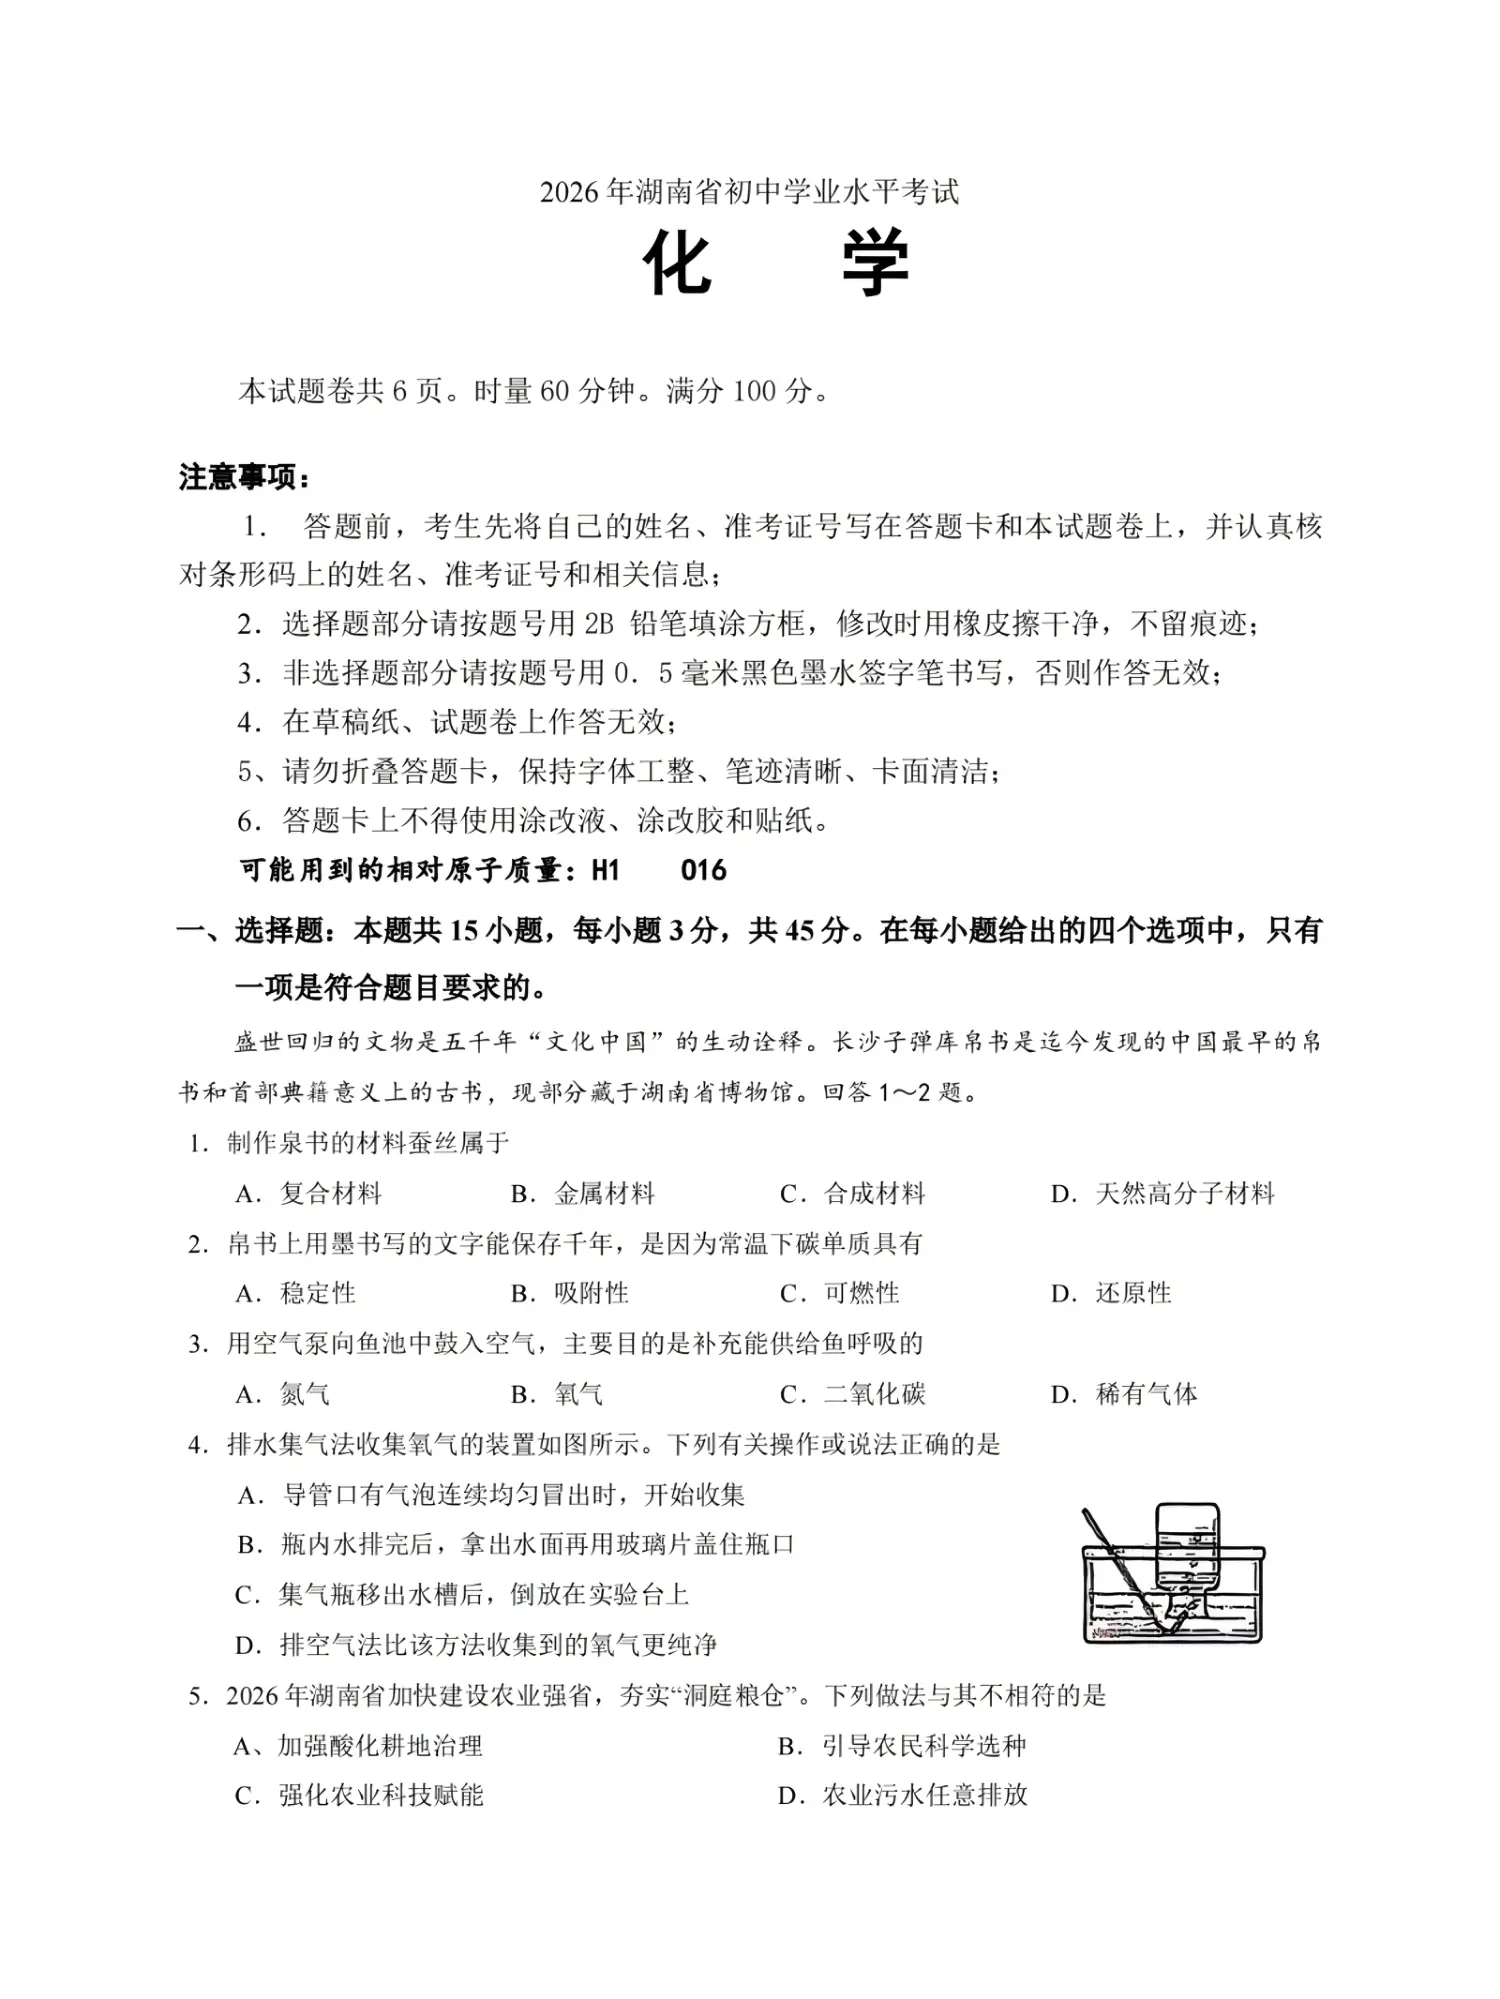 2026年湖南省初中学业水平考试
化 学
本试题卷共6页。时量60分钟。满分100分。
注意事项：
1. 答题前，考生先将自己的姓名、准考证号写在答题卡和本试题卷上，并认真核
对条形码上的姓名、准考证号和相关信息；
2. 选择题部分请按题号用2B 铅笔填涂方框，修改时用橡皮擦干净，不留痕迹；
3. 非选择题部分请按题号用0. 5毫米黑色墨水签字笔书写，否则作答无效；
4. 在草稿纸、试题卷上作答无效；
5、请勿折叠答题卡，保持字体工整、笔迹清晰、卡面清洁；
6. 答题卡上不得使用涂改液、涂改胶和贴纸。
可能用到的相对原子质量：H1 O16
一、选择题：本题共15小题，每小题3分，共45分。在每小题给出的四个选项中，只有
一项是符合题目要求的。
盛世回归的文物是五千年“文化中国”的生动诠释。长沙子弹库帛书是迄今发现的中国最早的帛
书和首部典籍意义上的古书，现部分藏于湖南省博物馆。回答1～2题。
1. 制作泉书的材料蚕丝属于
A. 复合材料 B. 金属材料 C. 合成材料 D. 天然高分子材料
2. 帛书上用墨书写的文字能保存千年，是因为常温下碳单质具有
A. 稳定性 B. 吸附性 C. 可燃性 D. 还原性
3. 用空气泵向鱼池中鼓入空气，主要目的是补充能供给鱼呼吸的
A. 氮气 B. 氧气 C. 二氧化碳 D. 稀有气体
4. 排水集气法收集氧气的装置如图所示。下列有关操作或说法正确的是
A. 导管口有气泡连续均匀冒出时，开始收集
B. 瓶内水排完后，拿出水面再用玻璃片盖住瓶口
C. 集气瓶移出水槽后，倒放在实验台上
D. 排空气法比该方法收集到的氧气更纯净
5. 2026年湖南省加快建设农业强省，夯实“洞庭粮仓”。下列做法与其不相符的是
A、加强酸化耕地治理 B. 引导农民科学选种
C. 强化农业科技赋能 D. 农业污水任意排放